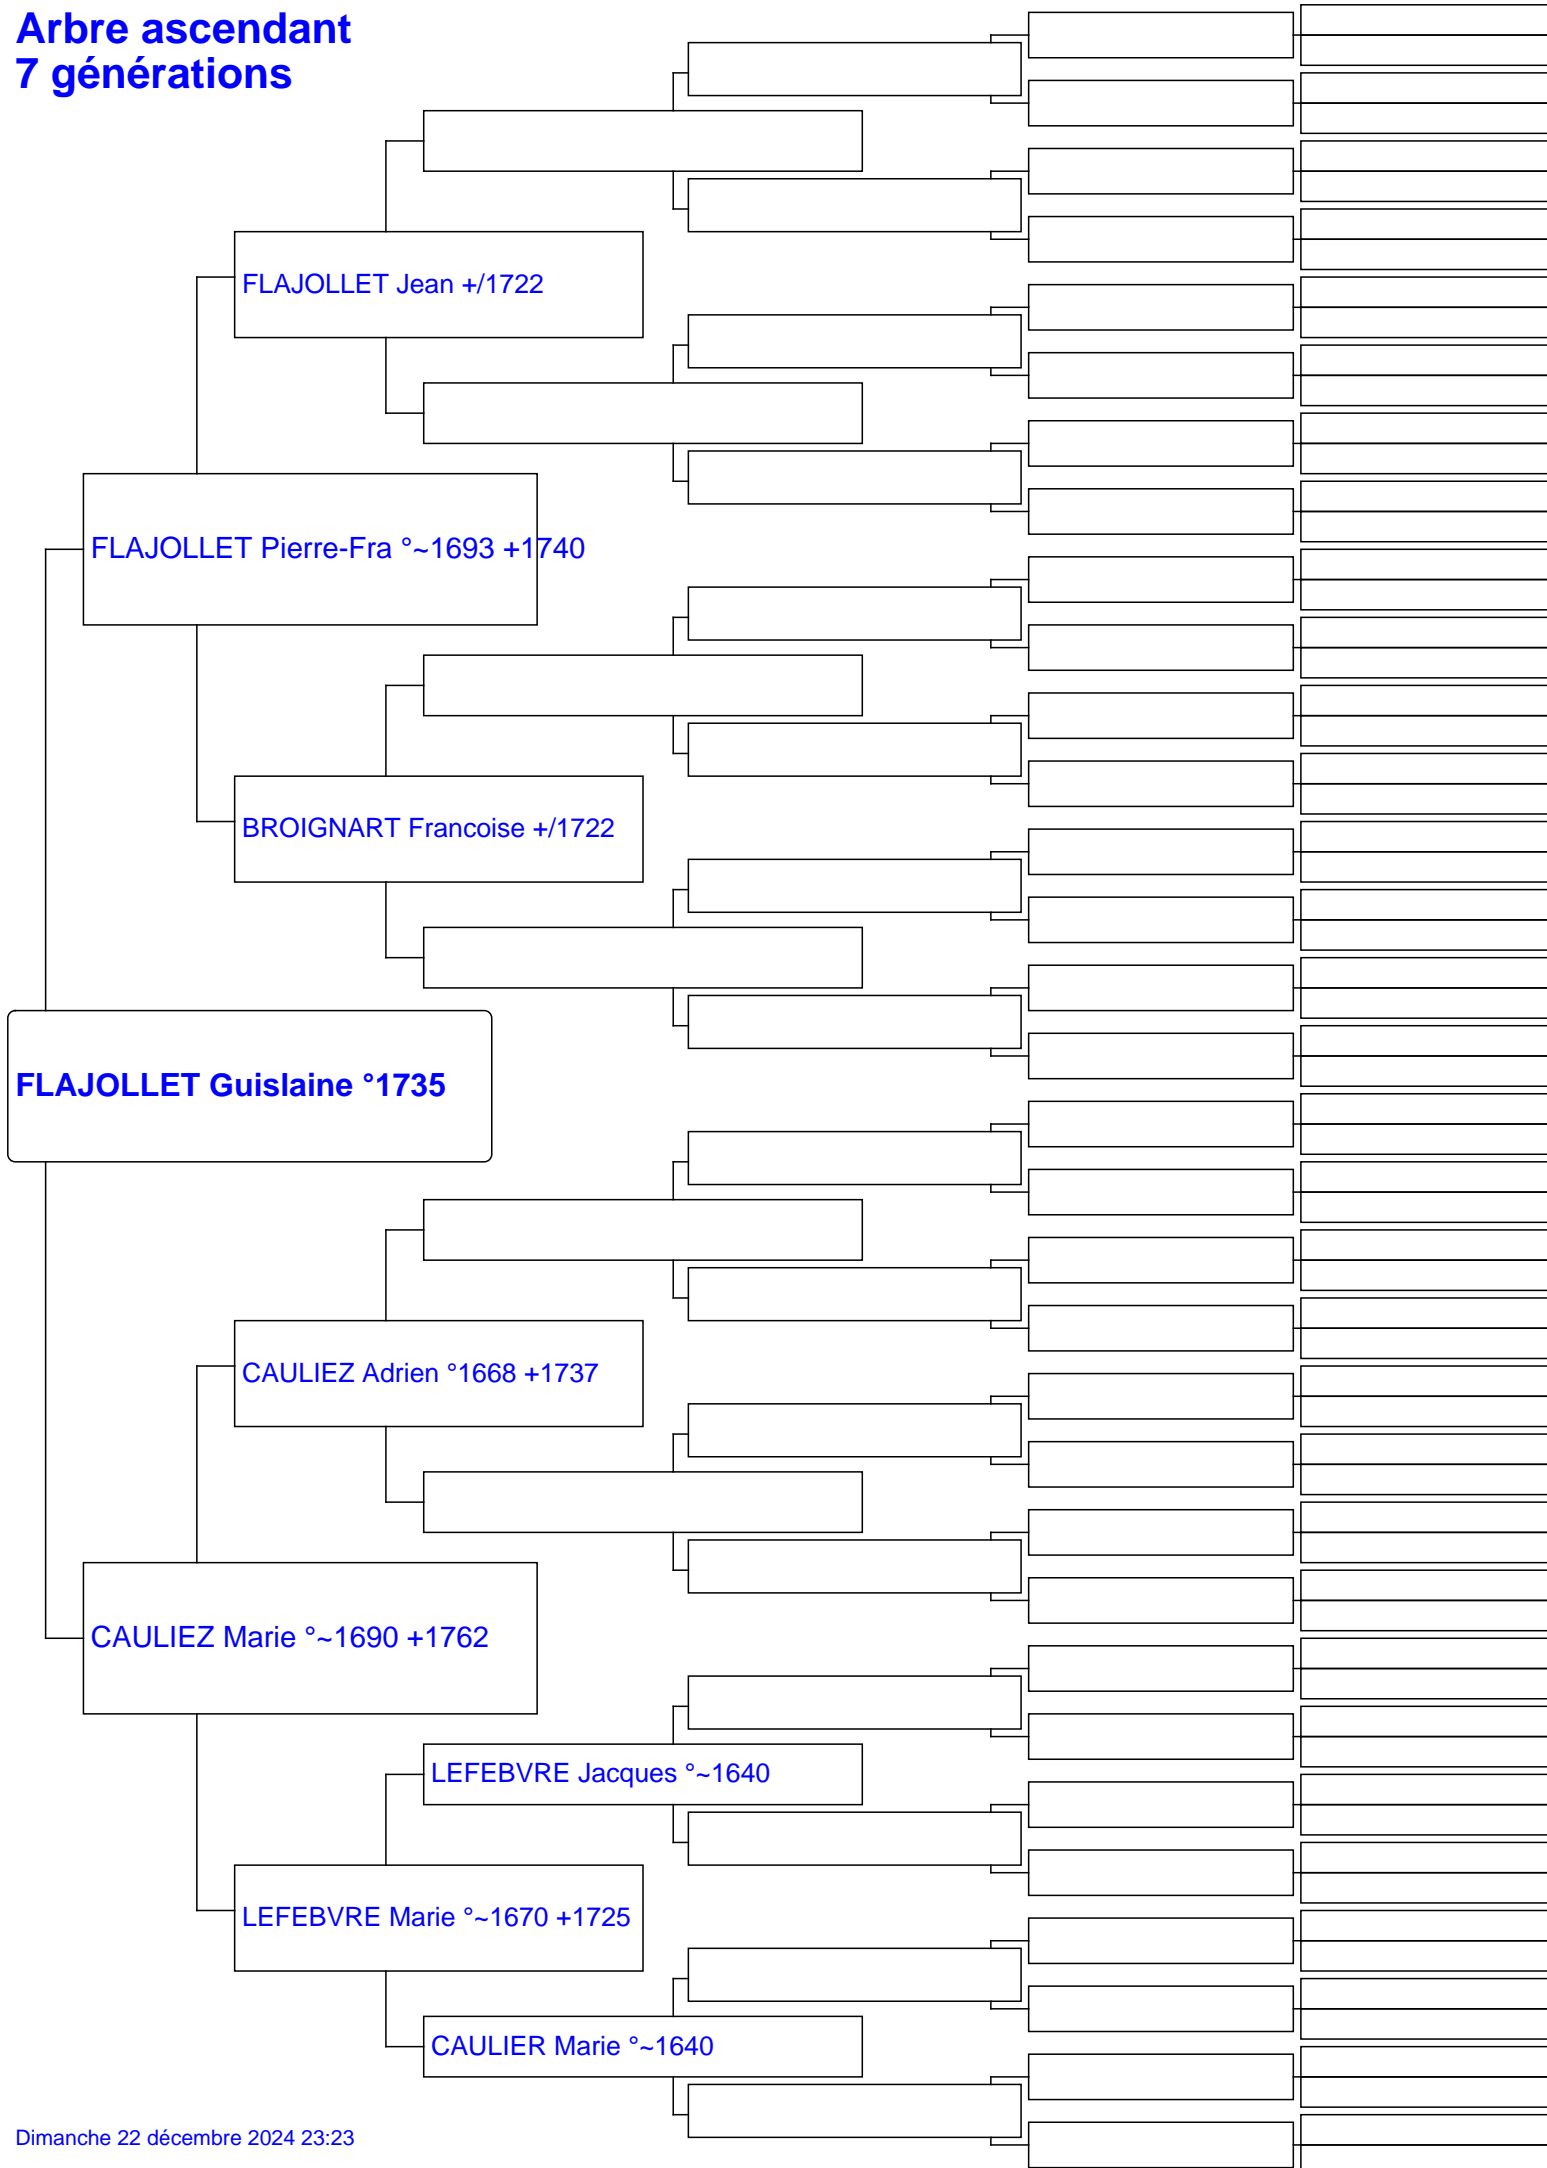 Arbre ascendant
7 générations
FLAJOLLET Jean +/1722
FLAJOLLET Pierre-Fra °~1693 +1740
BROIGNART Francoise +/1722
FLAJOLLET Guislaine °1735
CAULIEZ Adrien °1668 +1737
CAULIEZ Marie °~1690 +1762
LEFEBVRE Jacques °~1640
LEFEBVRE Marie °~1670 +1725
CAULIER Marie °~1640
Dimanche 22 décembre 2024 23:23